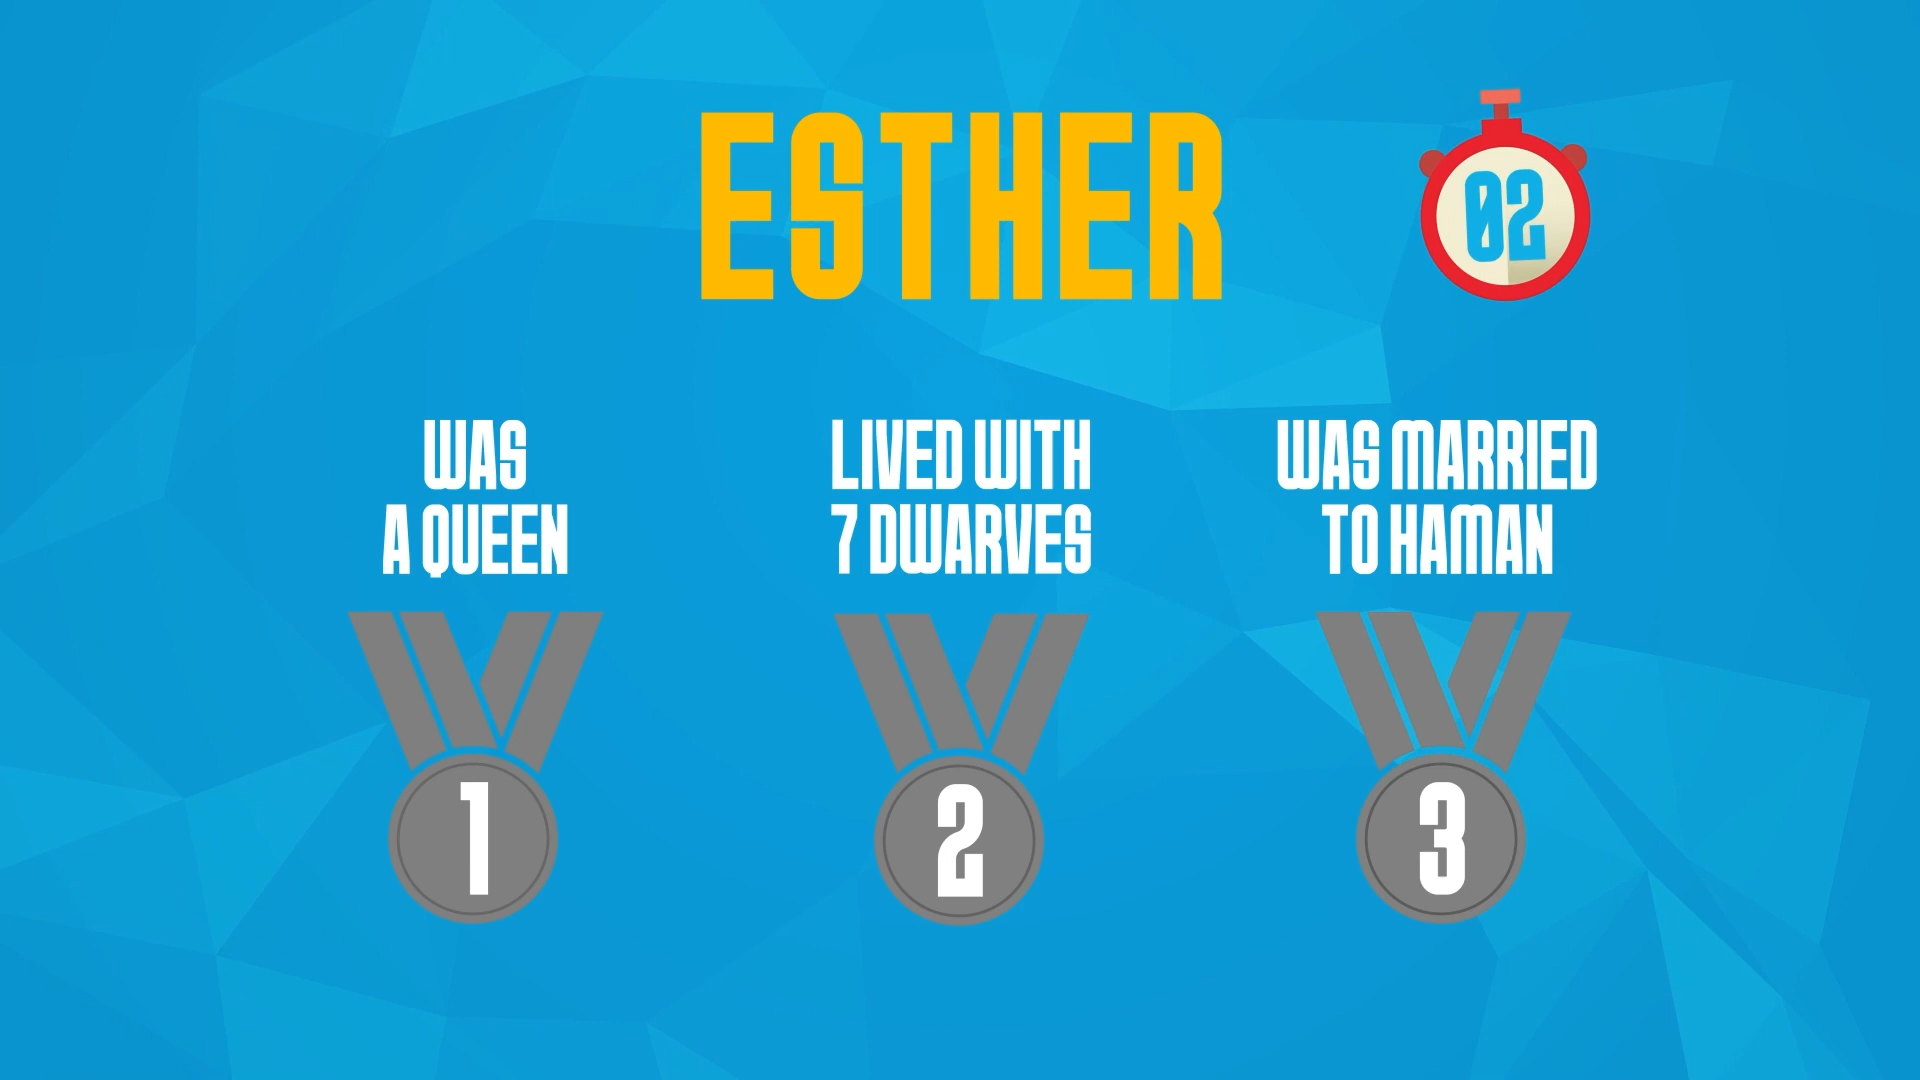 ESTHER
02
WAS
A QUEEN
LIVED WITH
7 DWARVES
WAS MARRIED
TO HAMAN
1
2
3